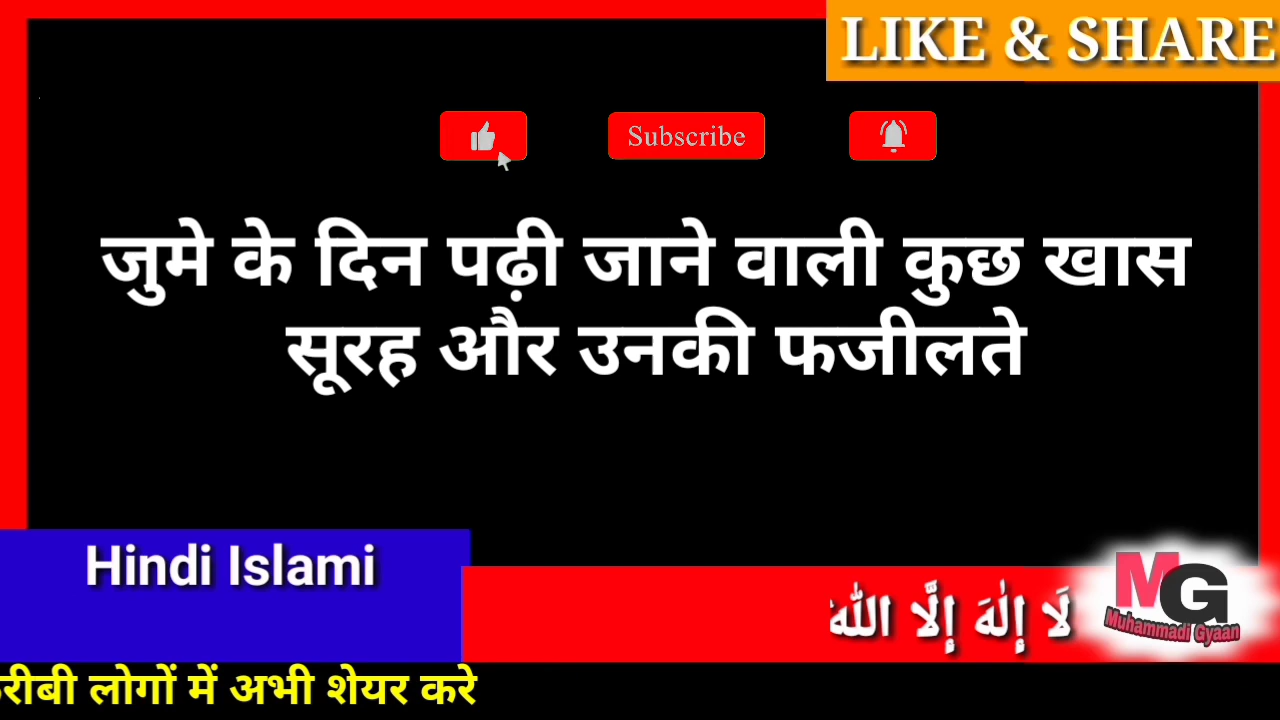 LIKE & SHARE
Subscribe
जुमे के दिन पढ़ी जाने वाली कुछ खास
सूरह और उनकी फजीलते
Hindi Islami
لَا إِلٰهَ إِلَّا اللّٰه
MG
Muhammadi Gyaan
लोगों में अभी शेयर करे